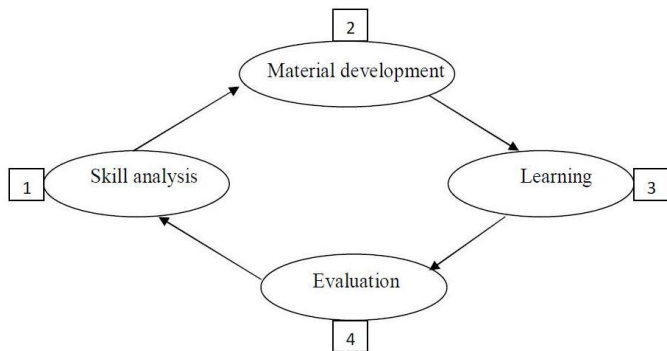 2
Material development
1
Skill analysis
Learning
3
Evaluation
4